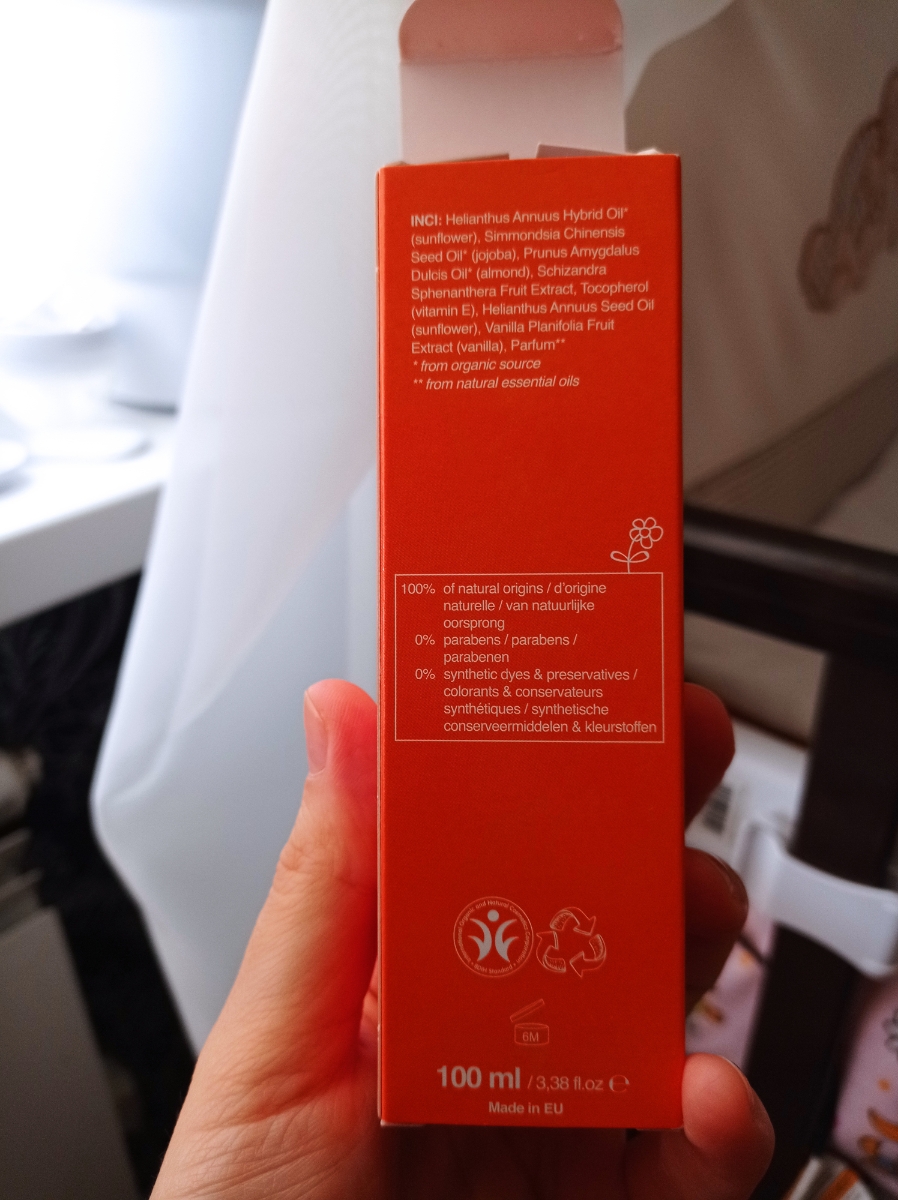 INCI: Helianthus Annuus Hybrid Oil*
(sunflower), Simmondsia Chinensis
Seed Oil* (jojoba), Prunus Amygdalus
Dulcis Oil* (almond), Schizandra
Sphenanthera Fruit Extract, Tocopherol
(vitamin E), Helianthus Annuus Seed Oil
(sunflower), Vanilla Planifolia Fruit
Extract (vanilla), Parfum**
* from organic source
** from natural essential oils
100% of natural origins / d'origine
naturelle / van natuurlijke
oorsprong
0% parabens / parabens /
parabenen
0% synthetic dyes & preservatives /
colorants & conservateurs
synthétiques / synthetische
conserveermiddelen & kleurstoffen
6M
100 ml / 3,38 fl.oz ℮
Made in EU